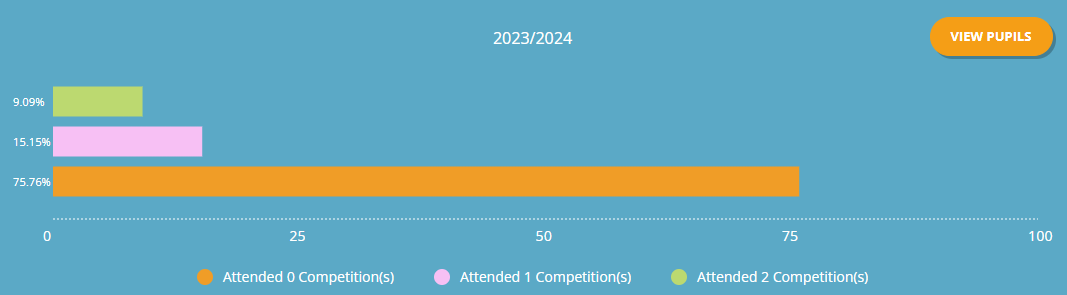 2023/2024
VIEW PUPILS
9.09%
15.15%
75.76%
0 25 50 75 100
Attended 0 Competition(s) Attended 1 Competition(s) Attended 2 Competition(s)